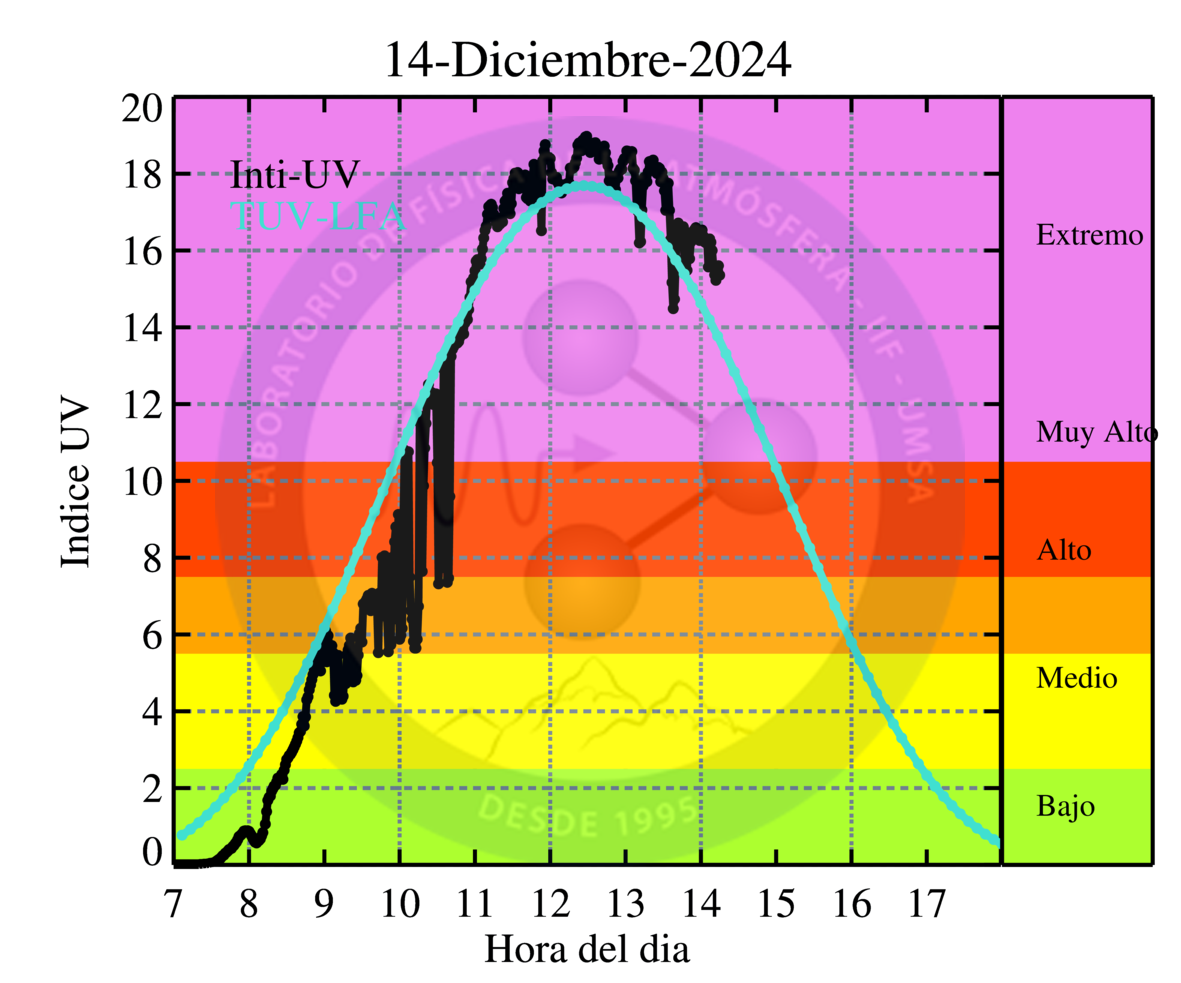 14-Diciembre-2024
20
18
16
14
12
10
8
6
4
2
0
Indice UV
Inti-UV
TUV-LFA
LABORATORIO DE FÍSICA DE LA ATMÓSFERA - IIF - UMSA
DESDE 1995
Extremo
Muy Alto
Alto
Medio
Bajo
7 8 9 10 11 12 13 14 15 16 17
Hora del dia